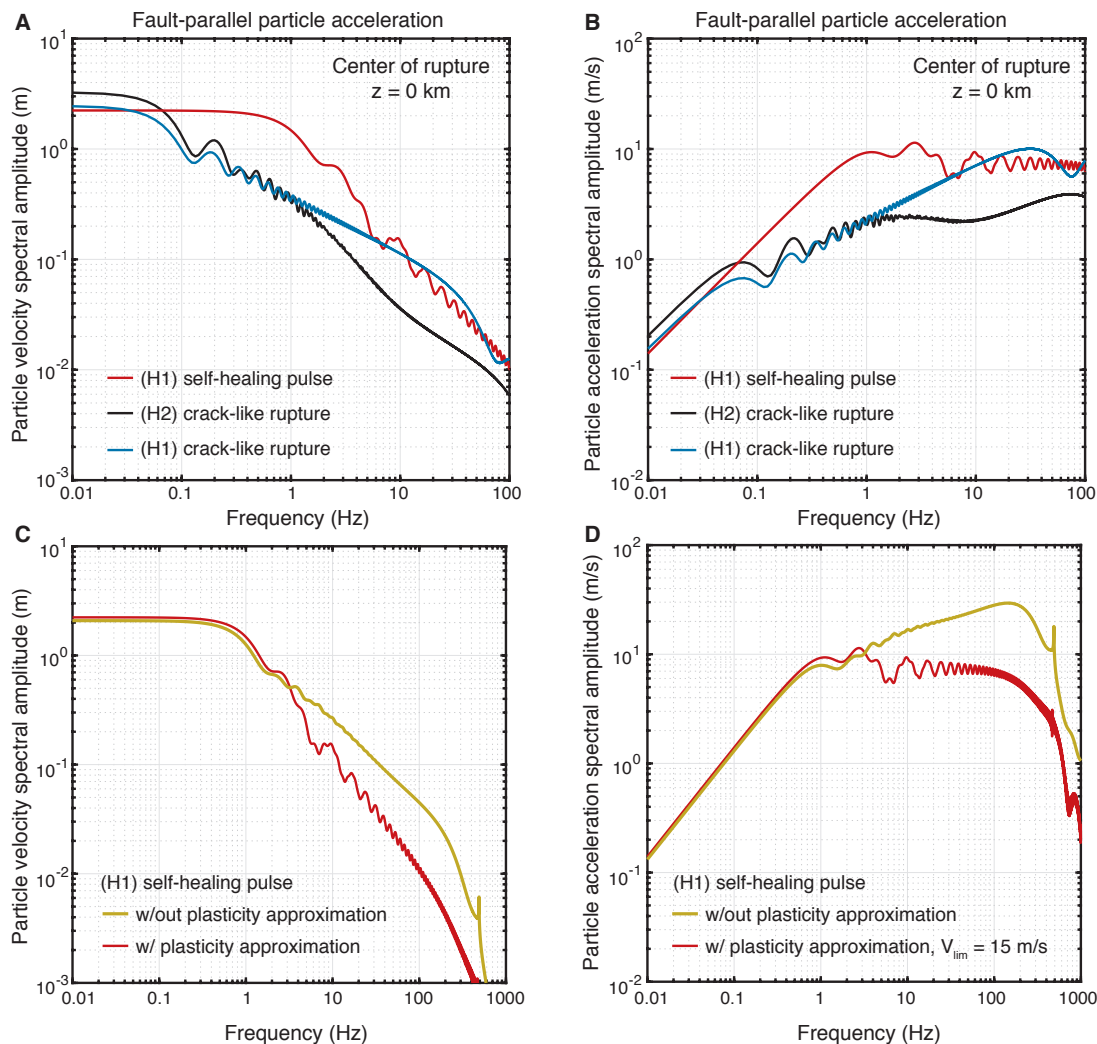 A
Fault-parallel particle acceleration
Particle velocity spectral amplitude (m)
10^1
10^0
10^-1
10^-2
10^-3
Center of rupture
z = 0 km
(H1) self-healing pulse
(H2) crack-like rupture
(H1) crack-like rupture
0.01 0.1 1 10 100
Frequency (Hz)
B
Fault-parallel particle acceleration
Particle acceleration spectral amplitude (m/s)
10^2
10^1
10^0
10^-1
10^-2
Center of rupture
z = 0 km
(H1) self-healing pulse
(H2) crack-like rupture
(H1) crack-like rupture
0.01 0.1 1 10 100
Frequency (Hz)
C
Particle velocity spectral amplitude (m)
10^1
10^0
10^-1
10^-2
10^-3
(H1) self-healing pulse
w/out plasticity approximation
w/ plasticity approximation
0.01 0.1 1 10 100 1000
Frequency (Hz)
D
Particle acceleration spectral amplitude (m/s)
10^2
10^1
10^0
10^-1
10^-2
(H1) self-healing pulse
w/out plasticity approximation
w/ plasticity approximation, V_lim = 15 m/s
0.01 0.1 1 10 100 1000
Frequency (Hz)